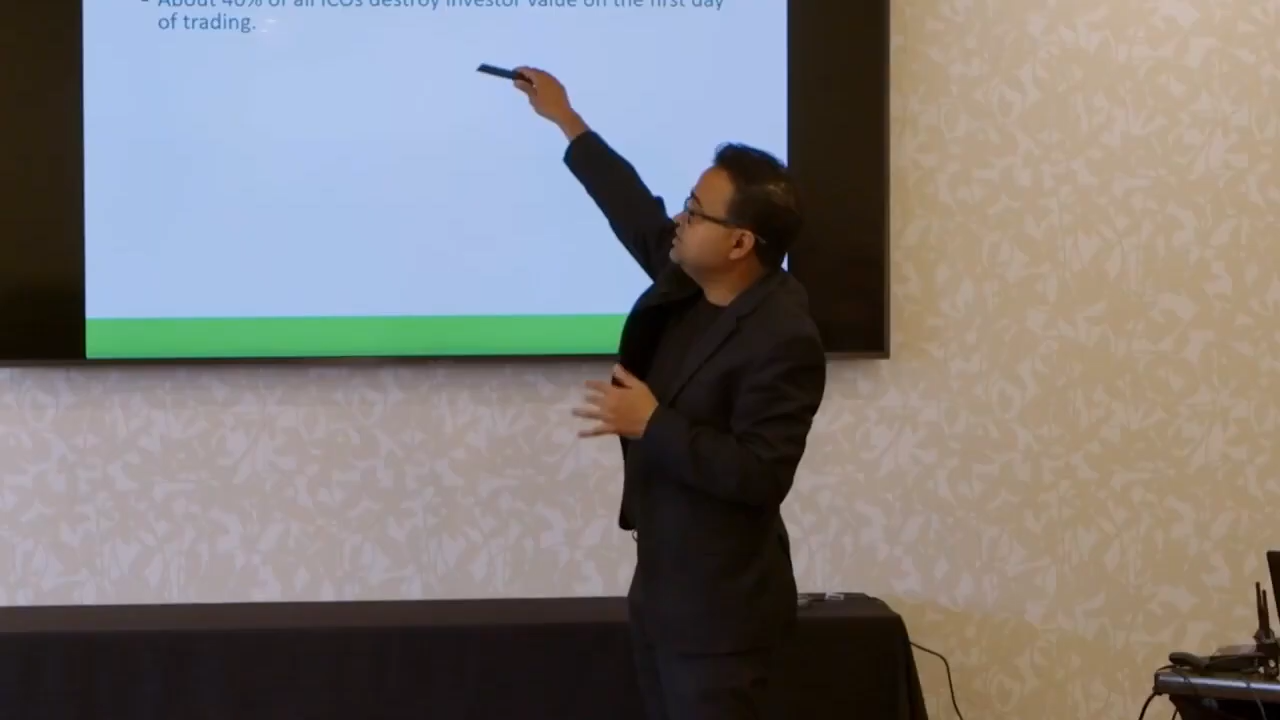 - About 40% of all ICOs destroy investor value on the first day
of trading.